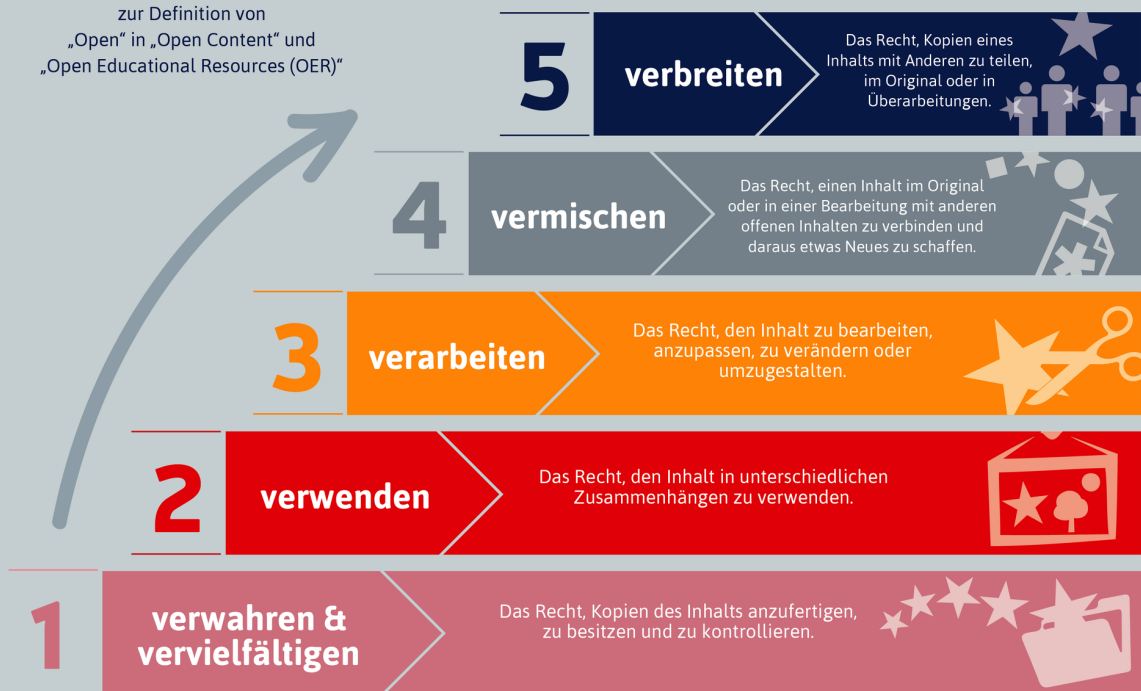 zur Definition von
„Open“ in „Open Content“ und
„Open Educational Resources (OER)“
5
verbreiten
Das Recht, Kopien eines
Inhalts mit Anderen zu teilen,
im Original oder in
Überarbeitungen.
4
vermischen
Das Recht, einen Inhalt im Original
oder in einer Bearbeitung mit anderen
offenen Inhalten zu verbinden und
daraus etwas Neues zu schaffen.
3
verarbeiten
Das Recht, den Inhalt zu bearbeiten,
anzupassen, zu verändern oder
umzugestalten.
2
verwenden
Das Recht, den Inhalt in unterschiedlichen
Zusammenhängen zu verwenden.
1
verwahren &
vervielfältigen
Das Recht, Kopien des Inhalts anzufertigen,
zu besitzen und zu kontrollieren.